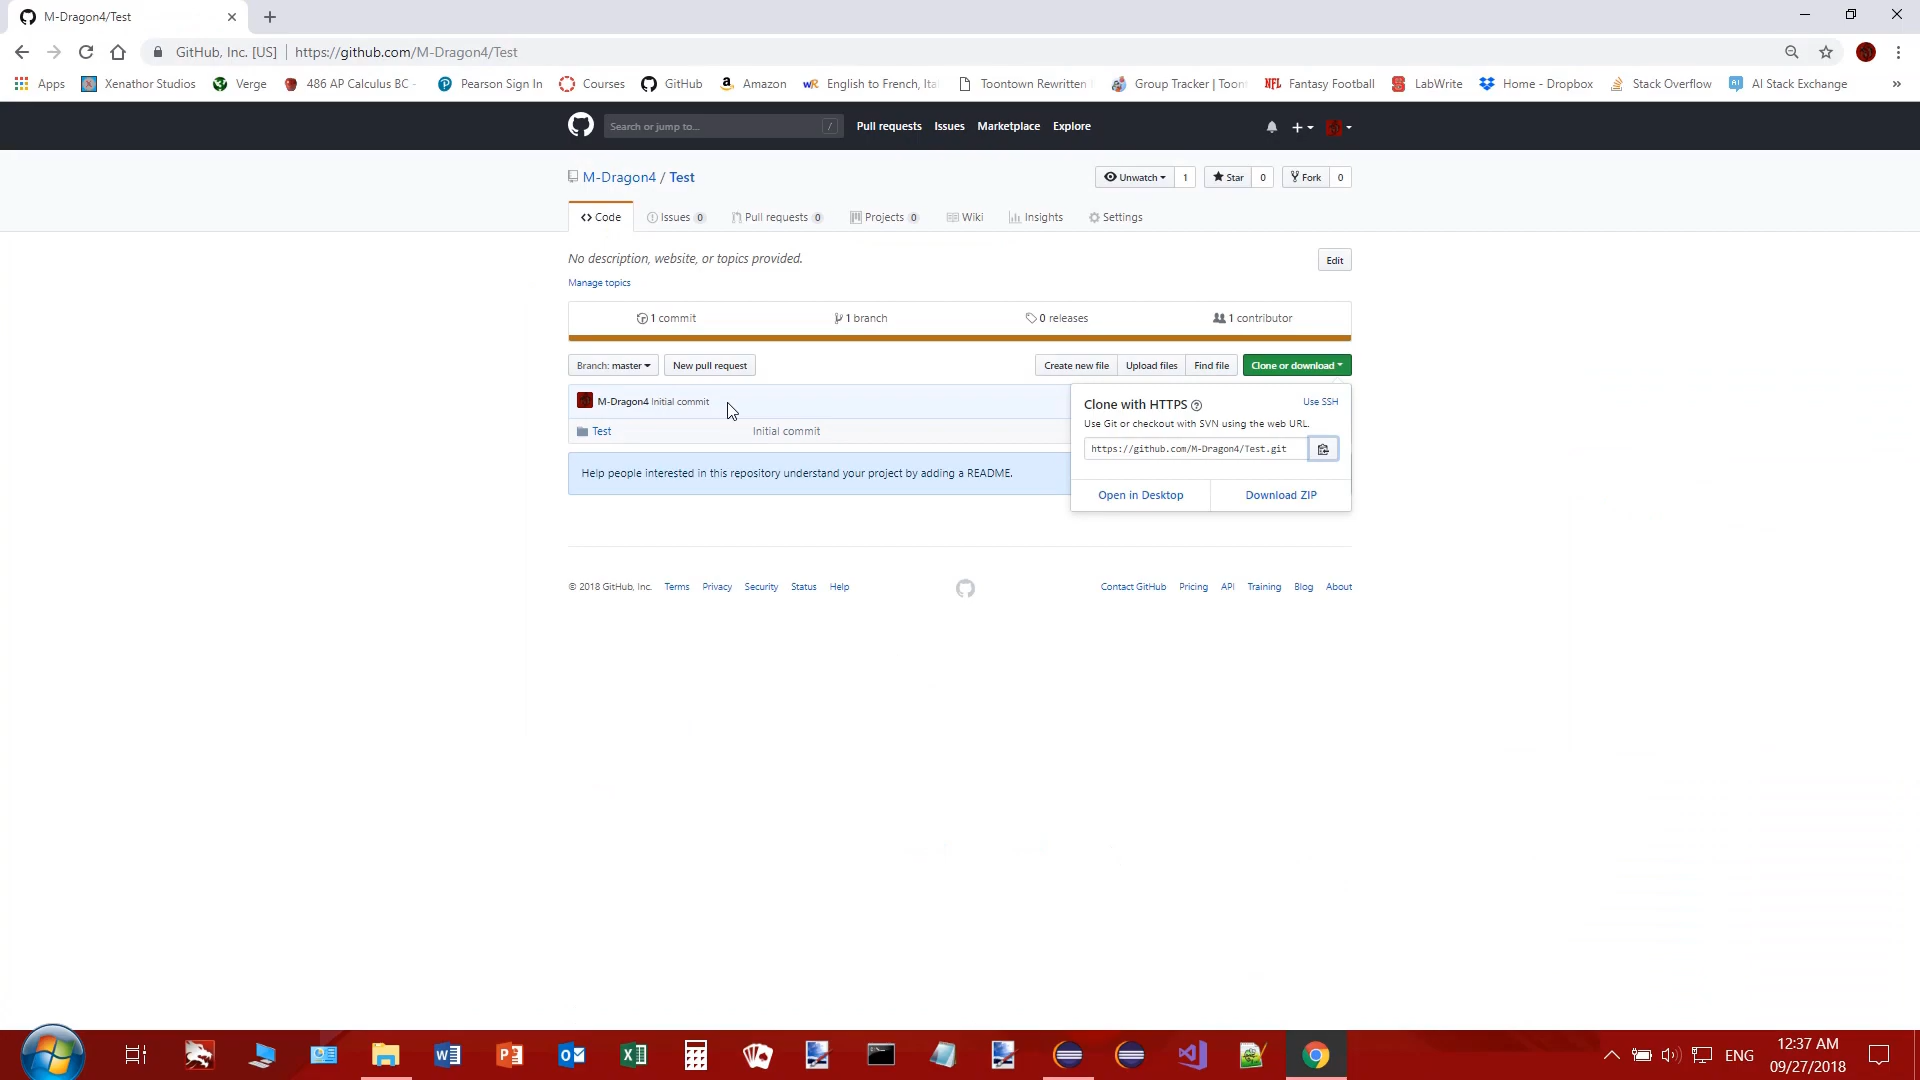 M-Dragon4/Test
GitHub, Inc. [US] https://github.com/M-Dragon4/Test
Apps Xenathor Studios Verge 486 AP Calculus BC - Pearson Sign In Courses GitHub Amazon English to French, Ita Toontown Rewritten Group Tracker | Toon Fantasy Football LabWrite Home - Dropbox Stack Overflow AI Stack Exchange »
Search or jump to... / Pull requests Issues Marketplace Explore
M-Dragon4 / Test Unwatch 1 Star 0 Fork 0
Code Issues 0 Pull requests 0 Projects 0 Wiki Insights Settings
No description, website, or topics provided. Edit
Manage topics
1 commit 1 branch 0 releases 1 contributor
Branch: master New pull request Create new file Upload files Find file Clone or download
M-Dragon4 Initial commit
Test Initial commit
Help people interested in this repository understand your project by adding a README.
Clone with HTTPS Use SSH
Use Git or checkout with SVN using the web URL.
https://github.com/M-Dragon4/Test.git
Open in Desktop Download ZIP
© 2018 GitHub, Inc. Terms Privacy Security Status Help Contact GitHub Pricing API Training Blog About
ENG 12:37 AM
09/27/2018